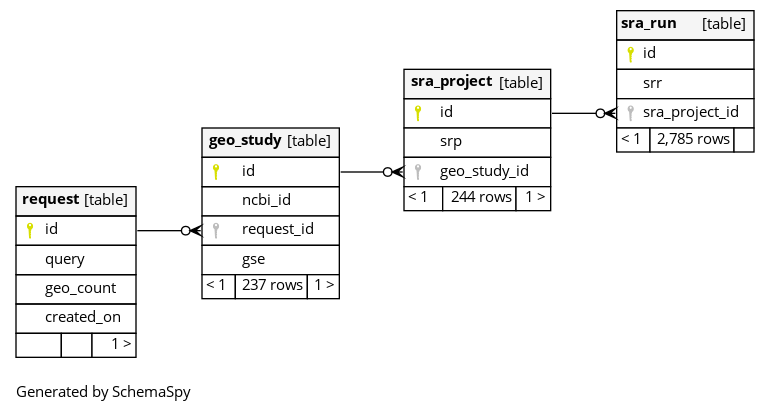 sra_run [table]
id
srr
sra_project_id
< 1 2,785 rows
sra_project [table]
id
srp
geo_study_id
< 1 244 rows 1 >
geo_study [table]
id
ncbi_id
request_id
gse
< 1 237 rows 1 >
request [table]
id
query
geo_count
created_on
1 >
Generated by SchemaSpy